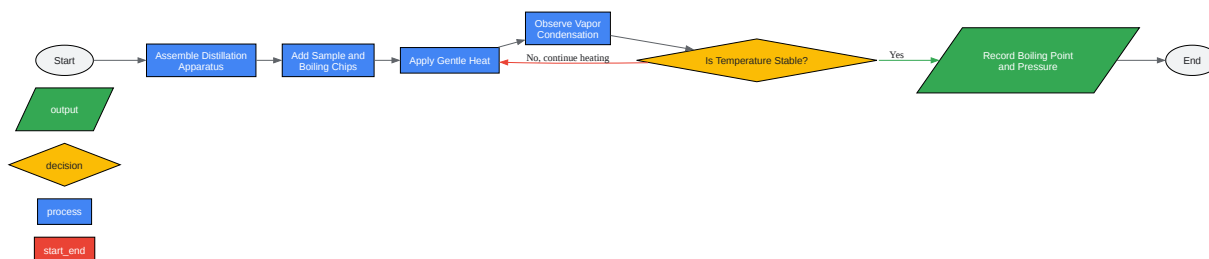 Start
Assemble Distillation
Apparatus
Add Sample and
Boiling Chips
Apply Gentle Heat
Observe Vapor
Condensation
No, continue heating
Is Temperature Stable?
Yes
Record Boiling Point
and Pressure
End
output
decision
process
start_end